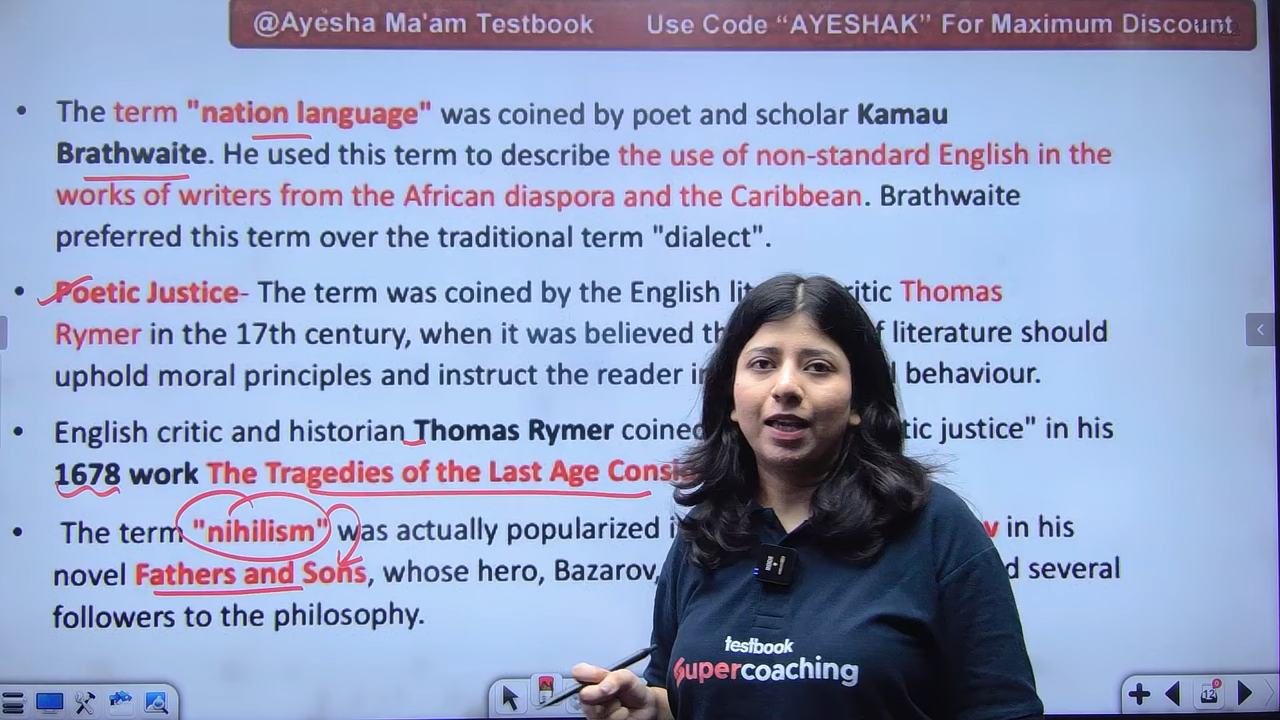 @Ayesha Ma'am Testbook Use Code “AYESHAK” For Maximum Discount
• The term "nation language" was coined by poet and scholar Kamau
Brathwaite. He used this term to describe the use of non-standard English in the
works of writers from the African diaspora and the Caribbean. Brathwaite
preferred this term over the traditional term "dialect".
• Poetic Justice- The term was coined by the English Thomas
Rymer in the 17th century, when it was believed literature should
uphold moral principles and instruct the reader behaviour.
• English critic and historian Thomas Rymer justice" in his
1678 work The Tragedies of the Last Age
• The term "nihilism" was actually popularized in his
novel Fathers and Sons, whose hero, Bazarov, several
followers to the philosophy.
testbook
Supercoaching
12